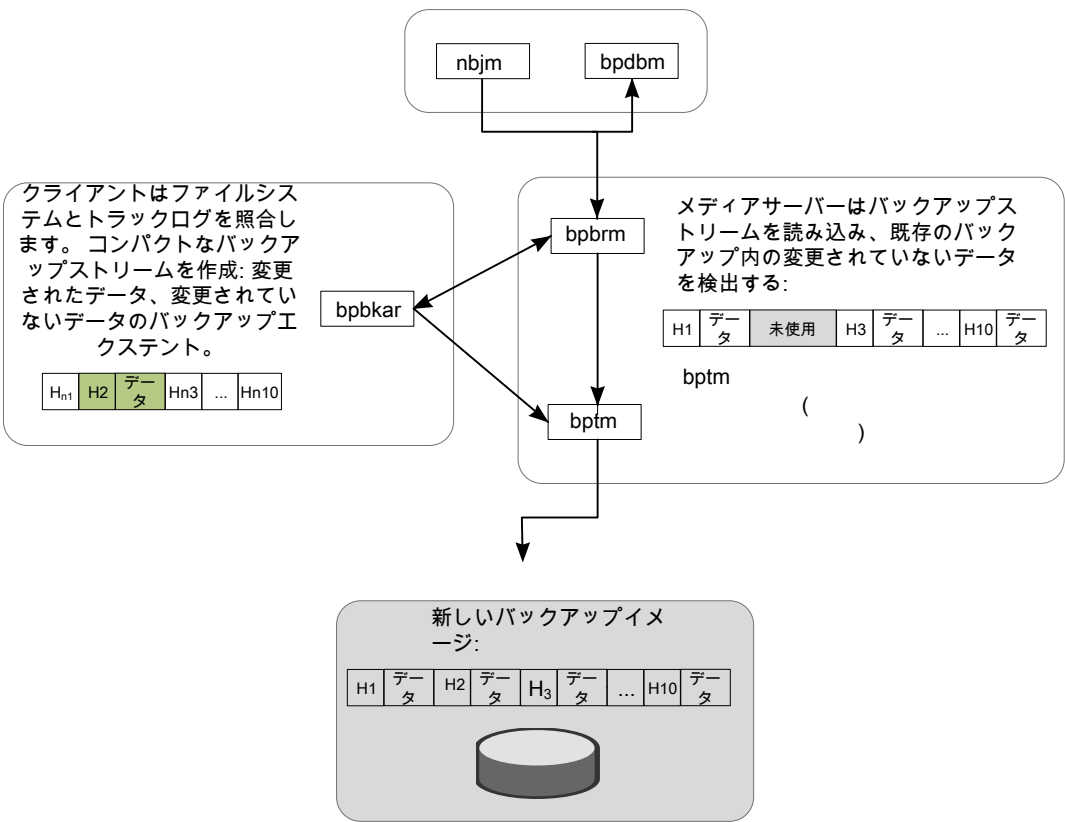 nbjm
bpdbm
クライアントはファイルシス
テムとトラックログを照合し
ます。 コンパクトなバックア
ップストリームを作成: 変更
されたデータ、変更されてい
ないデータのバックアップエ
クステント。
Hn1 H2 データ Hn3 ... Hn10
bpbkar
bpbrm
メディアサーバーはバックアップス
トリームを読み込み、既存のバック
アップ内の変更されていないデータ
を検出する:
H1 データ 未使用 H3 データ ... H10 データ
bptm
(
)
bptm
新しいバックアップイメ
ージ:
H1 データ H2 データ H3 データ ... H10 データ